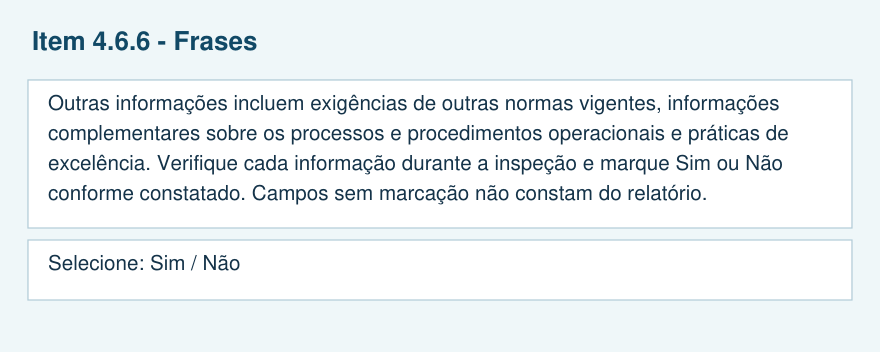 Item 4.6.6 - Frases
Outras informações incluem exigências de outras normas vigentes, informações
complementares sobre os processos e procedimentos operacionais e práticas de
excelência. Verifique cada informação durante a inspeção e marque Sim ou Não
conforme constatado. Campos sem marcação não constam do relatório.
Selecione: Sim / Não